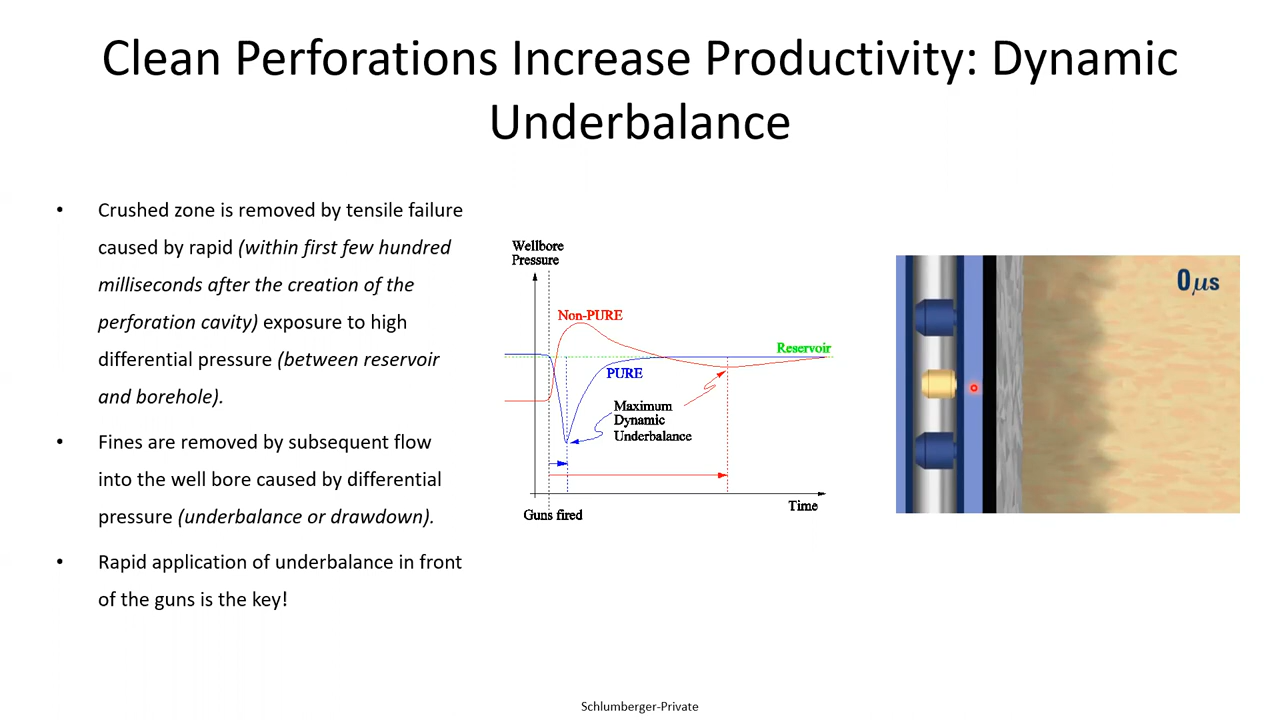 Clean Perforations Increase Productivity: Dynamic
Underbalance
• Crushed zone is removed by tensile failure
caused by rapid (within first few hundred
milliseconds after the creation of the
perforation cavity) exposure to high
differential pressure (between reservoir
and borehole).
• Fines are removed by subsequent flow
into the well bore caused by differential
pressure (underbalance or drawdown).
• Rapid application of underbalance in front
of the guns is the key!
Wellbore
Pressure
Non-PURE
Reservoir
PURE
Maximum
Dynamic
Underbalance
Time
Guns fired
0μs
Schlumberger-Private